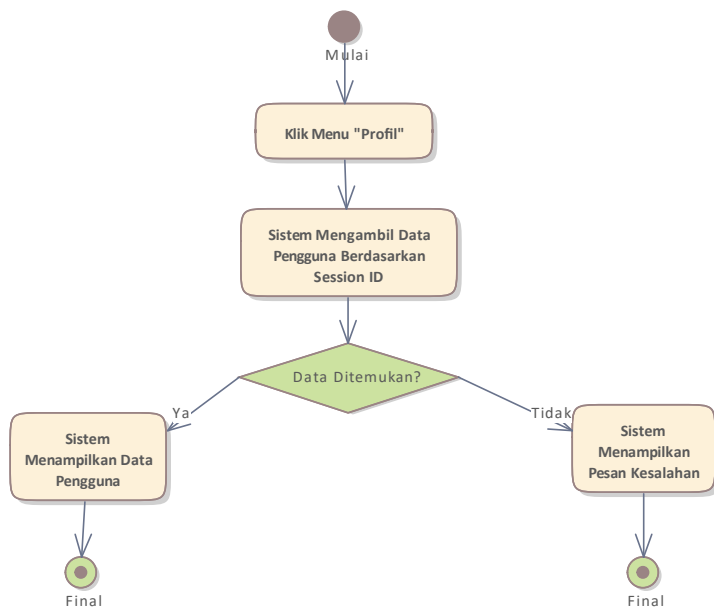 Mulai
Klik Menu "Profil"
Sistem Mengambil Data
Pengguna Berdasarkan
Session ID
Data Ditemukan?
Ya
Tidak
Sistem
Menampilkan Data
Pengguna
Sistem
Menampilkan
Pesan Kesalahan
Final
Final